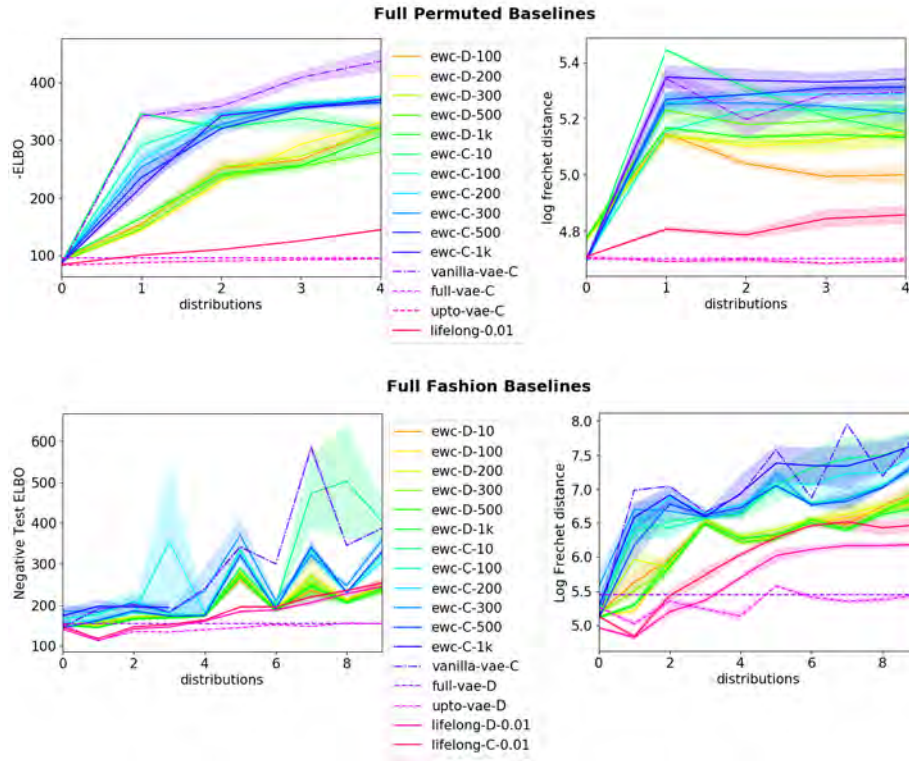 Full Permuted Baselines
-ELBO
400
300
200
100
0 1 2 3 4
distributions
ewc-D-100
ewc-D-200
ewc-D-300
ewc-D-500
ewc-D-1k
ewc-C-10
ewc-C-100
ewc-C-200
ewc-C-300
ewc-C-500
ewc-C-1k
vanilla-vae-C
full-vae-C
upto-vae-C
lifelong-0.01
log frechet distance
5.4
5.2
5.0
4.8
0 1 2 3 4
distributions
Full Fashion Baselines
Negative Test ELBO
600
500
400
300
200
100
0 2 4 6 8
distributions
ewc-D-10
ewc-D-100
ewc-D-200
ewc-D-300
ewc-D-500
ewc-D-1k
ewc-C-10
ewc-C-100
ewc-C-200
ewc-C-300
ewc-C-500
ewc-C-1k
vanilla-vae-C
full-vae-D
upto-vae-D
lifelong-D-0.01
lifelong-C-0.01
Log Frechet distance
8.0
7.5
7.0
6.5
6.0
5.5
5.0
0 2 4 6 8
distributions